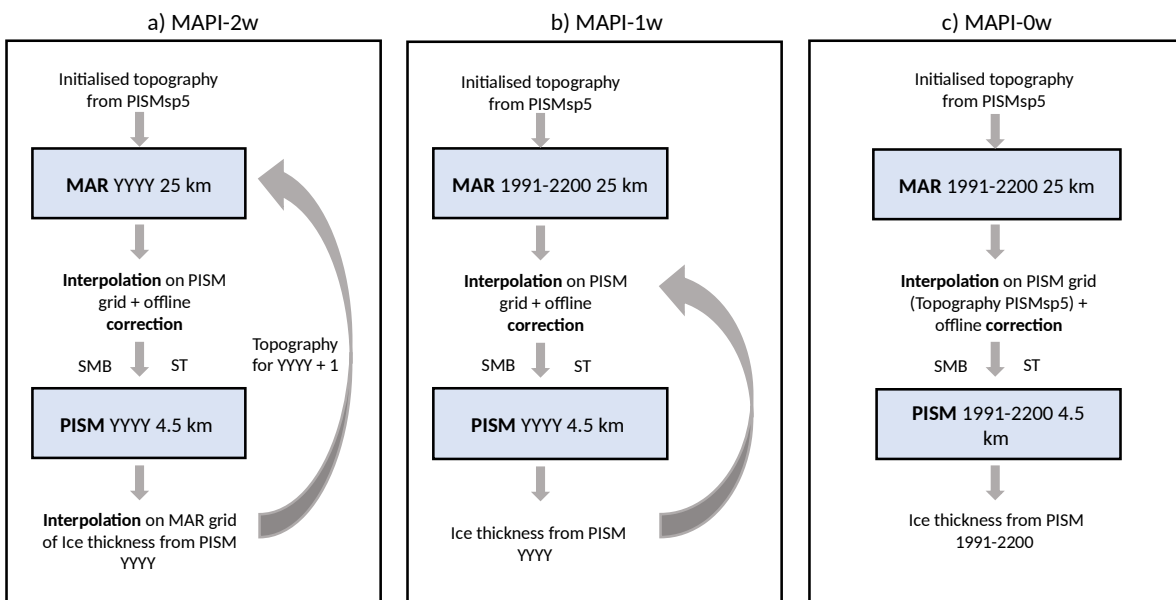 a) MAPI-2w
Initialised topography
from PISMsp5
MAR YYYY 25 km
Interpolation on PISM
grid + offline
correction
SMB ST
Topography
for YYYY + 1
PISM YYYY 4.5 km
Interpolation on MAR grid
of Ice thickness from PISM
YYYY
b) MAPI-1w
Initialised topography
from PISMsp5
MAR 1991-2200 25 km
Interpolation on PISM
grid + offline
correction
SMB ST
PISM YYYY 4.5 km
Ice thickness from PISM
YYYY
c) MAPI-0w
Initialised topography
from PISMsp5
MAR 1991-2200 25 km
Interpolation on PISM grid
(Topography PISMsp5) +
offline correction
SMB ST
PISM 1991-2200 4.5
km
Ice thickness from PISM
1991-2200